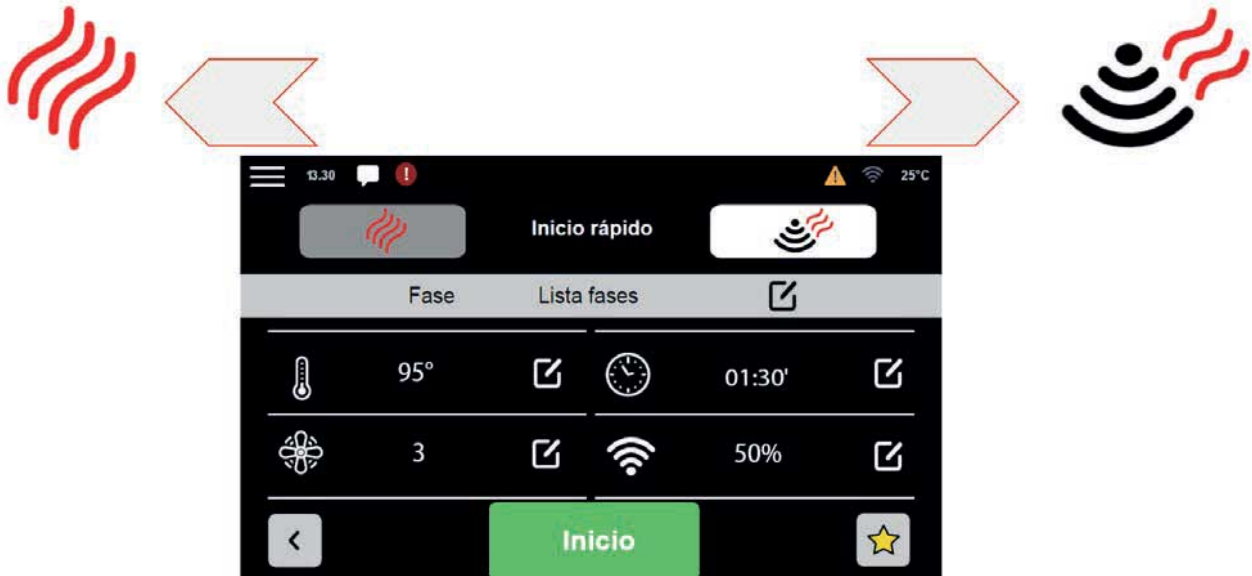 13.30 ! 25°C
Inicio rápido
Fase Lista fases
95° 01:30'
3 50%
Inicio